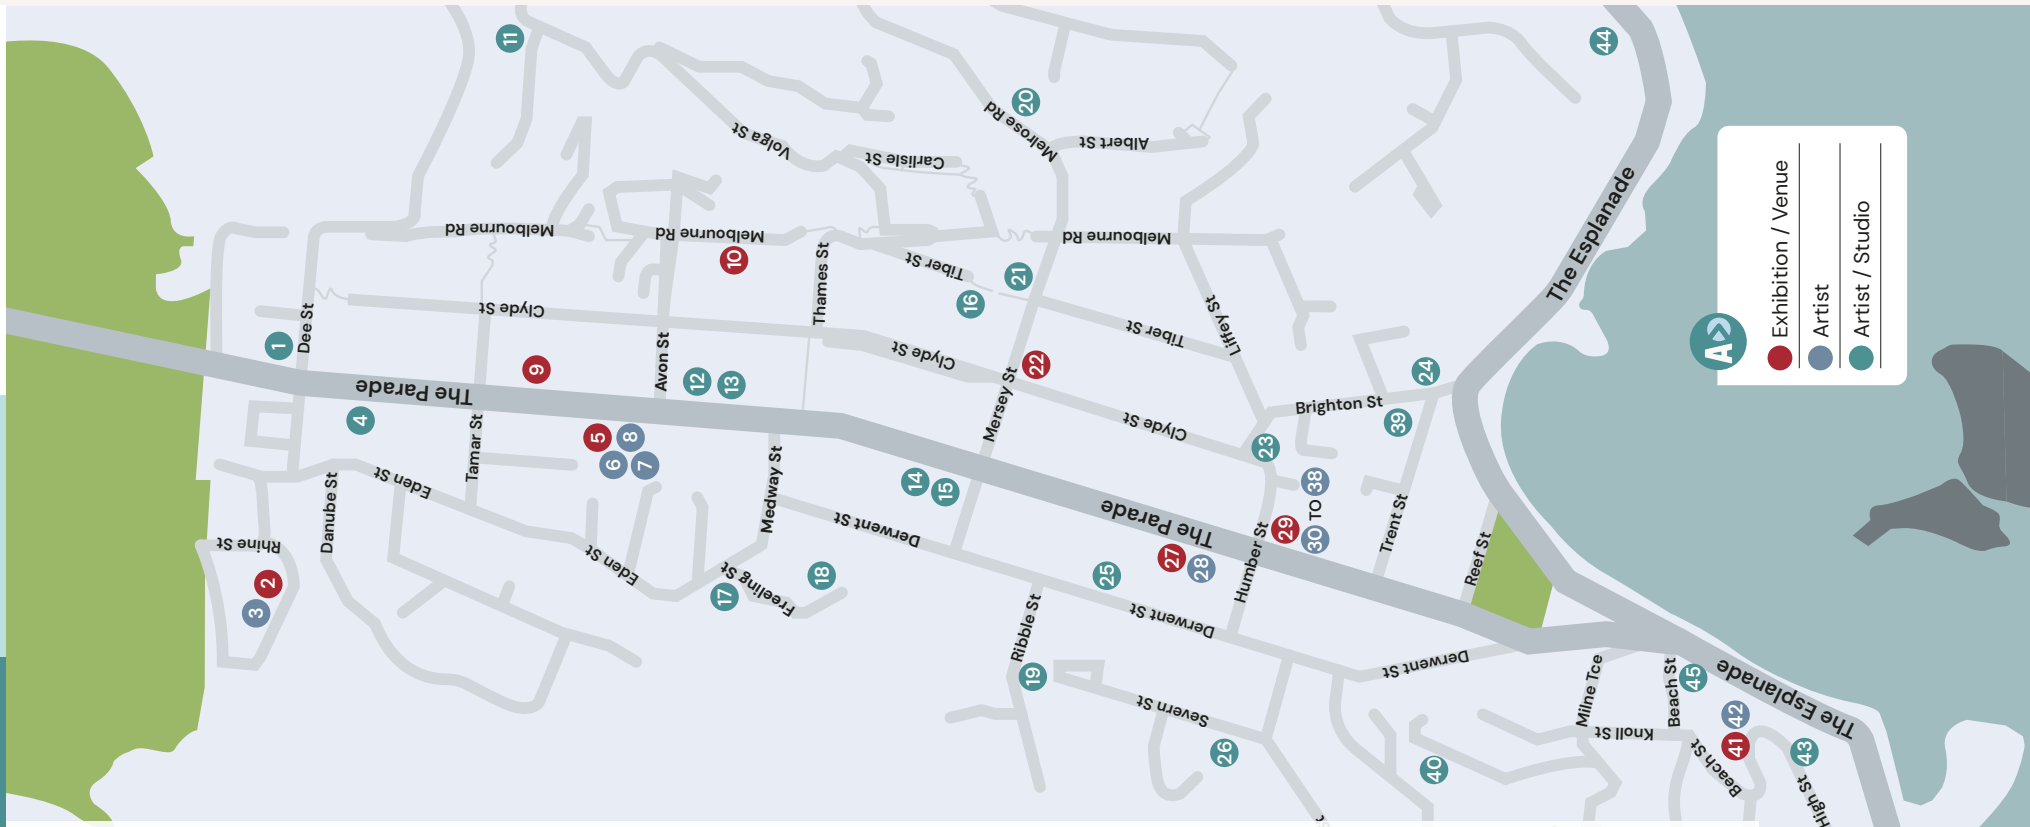 11
44
20
Melrose Rd
Volga St
Albert St
Carlisle St
Melbourne Rd
Melbourne Rd
Melbourne Rd
The Esplanade
10
Thames St
Tiber St
21
16
Clyde St
Dee St
1
Liffey St
Tiber St
Avon St
Clyde St
9
12
13
22
24
The Parade
Mersey St
Brighton St
4
Tamar St
5
8
6
7
Clyde St
39
23
Eden St
Danube St
Medway St
14
15
38
TO
30
29
The Parade
Derwent St
Trent St
Rhine St
2
3
Eden St
Freeling St
17
18
25
27
28
Humber St
Reef St
Derwent St
Ribble St
19
Severn St
26
Derwent St
40
Milne Tce
Beach St
45
The Esplanade
Knoll St
42
41
43
Beach St
High St
St
A
Exhibition / Venue
Artist
Artist / Studio